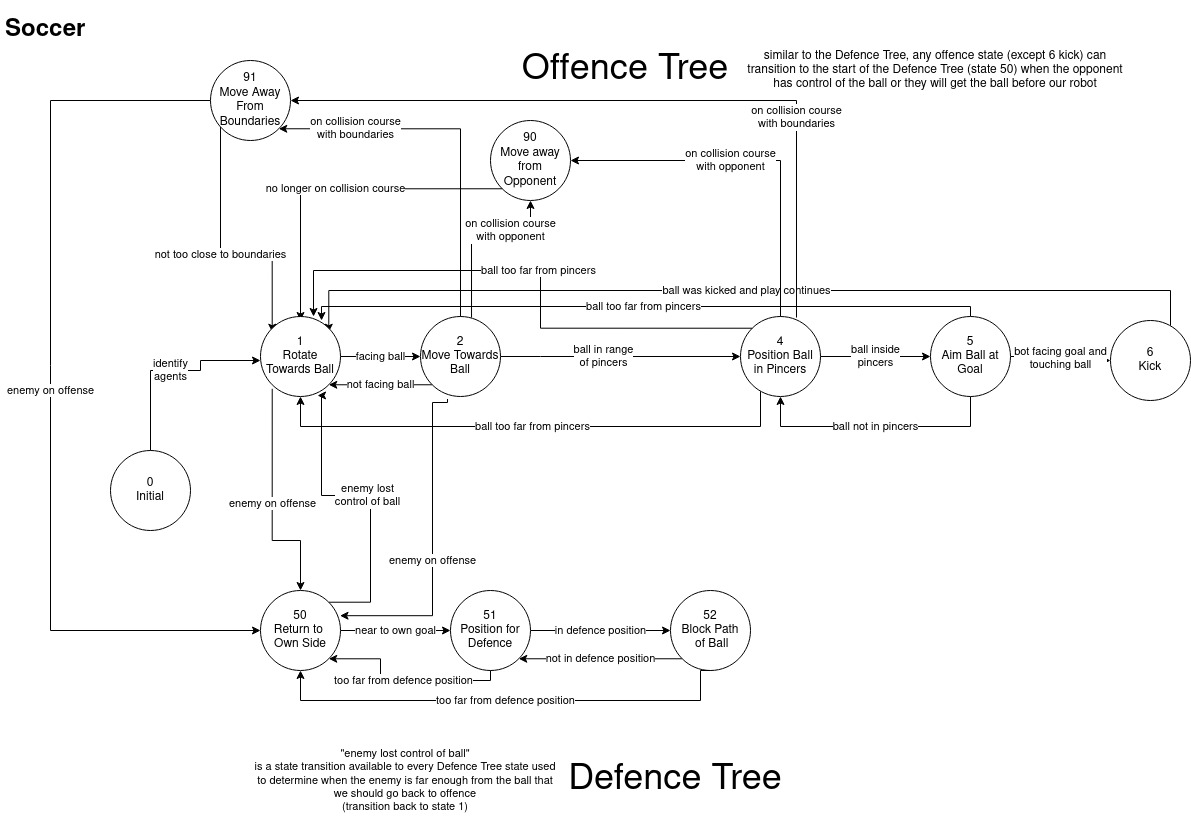 Soccer
Offence Tree
similar to the Defence Tree, any offence state (except 6 kick) can
transition to the start of the Defence Tree (state 50) when the opponent
has control of the ball or they will get the ball before our robot
91
Move Away
From
Boundaries
on collision course
with boundaries
on collision course
with boundaries
90
Move away
from
Opponent
on collision course
with opponent
no longer on collision course
on collision course
with opponent
not too close to boundaries
ball too far from pincers
ball was kicked and play continues
ball too far from pincers
1
Rotate
Towards Ball
facing ball
2
Move Towards
Ball
ball in range
of pincers
4
Position Ball
in Pincers
ball inside
pincers
5
Aim Ball at
Goal
bot facing goal and
touching ball
6
Kick
identify
agents
not facing ball
enemy on offense
ball too far from pincers
ball not in pincers
0
Initial
enemy on offense
enemy lost
control of ball
enemy on offense
50
Return to
Own Side
near to own goal
51
Position for
Defence
in defence position
52
Block Path
of Ball
not in defence position
too far from defence position
too far from defence position
"enemy lost control of ball"
is a state transition available to every Defence Tree state used
to determine when the enemy is far enough from the ball that
we should go back to offence
(transition back to state 1)
Defence Tree